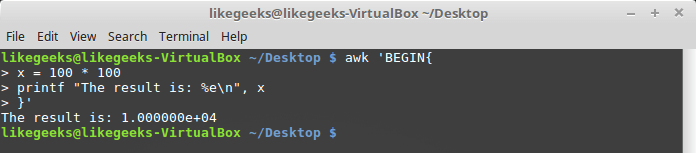 likegeeks@likegeeks-VirtualBox ~/Desktop
File Edit View Search Terminal Help
likegeeks@likegeeks-VirtualBox ~/Desktop $ awk 'BEGIN{
> x = 100 * 100
> printf "The result is: %e\n", x
> }'
The result is: 1.000000e+04
likegeeks@likegeeks-VirtualBox ~/Desktop $